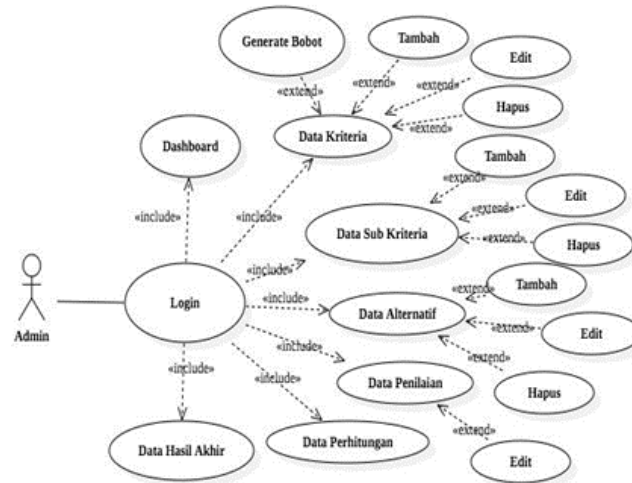 Generate Bobot
Tambah
Edit
«extend»
«extend»
«extend»
Hapus
«extend»
Data Kriteria
Dashboard
Tambah
«extend»
Edit
«include»
«include»
«extend»
Data Sub Kriteria
«extend»
Hapus
«include»
Tambah
«extend»
Login
«include»
Data Alternatif
«extend»
Edit
Admin
«include»
«extend»
«include»
«include»
Data Penilaian
Hapus
«extend»
Data Hasil Akhir
Data Perhitungan
Edit